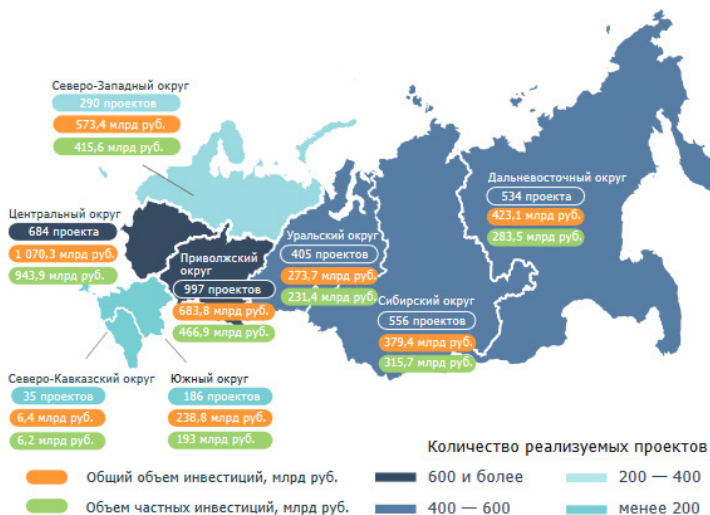 Северо-Западный округ
290 проектов
573,4 млрд руб.
415,6 млрд руб.
Центральный округ
684 проекта
1 070,3 млрд руб.
943,9 млрд руб.
Приволжский
округ
997 проектов
683,8 млрд руб.
466,9 млрд руб.
Уральский округ
405 проектов
273,7 млрд руб.
231,4 млрд руб.
Дальневосточный округ
534 проекта
423,1 млрд руб.
283,5 млрд руб.
Сибирский округ
556 проектов
379,4 млрд руб.
315,7 млрд руб.
Северо-Кавказский округ
35 проектов
6,4 млрд руб.
6,2 млрд руб.
Южный округ
186 проектов
238,8 млрд руб.
193 млрд руб.
Количество реализуемых проектов
Общий объем инвестиций, млрд руб.
Объем частных инвестиций, млрд руб.
600 и более
400 — 600
200 — 400
менее 200